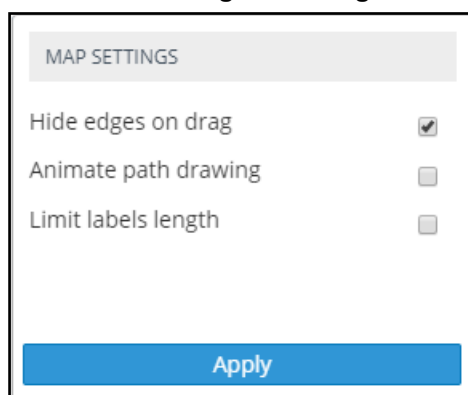 MAP SETTINGS
Hide edges on drag
Animate path drawing
Limit labels length
Apply